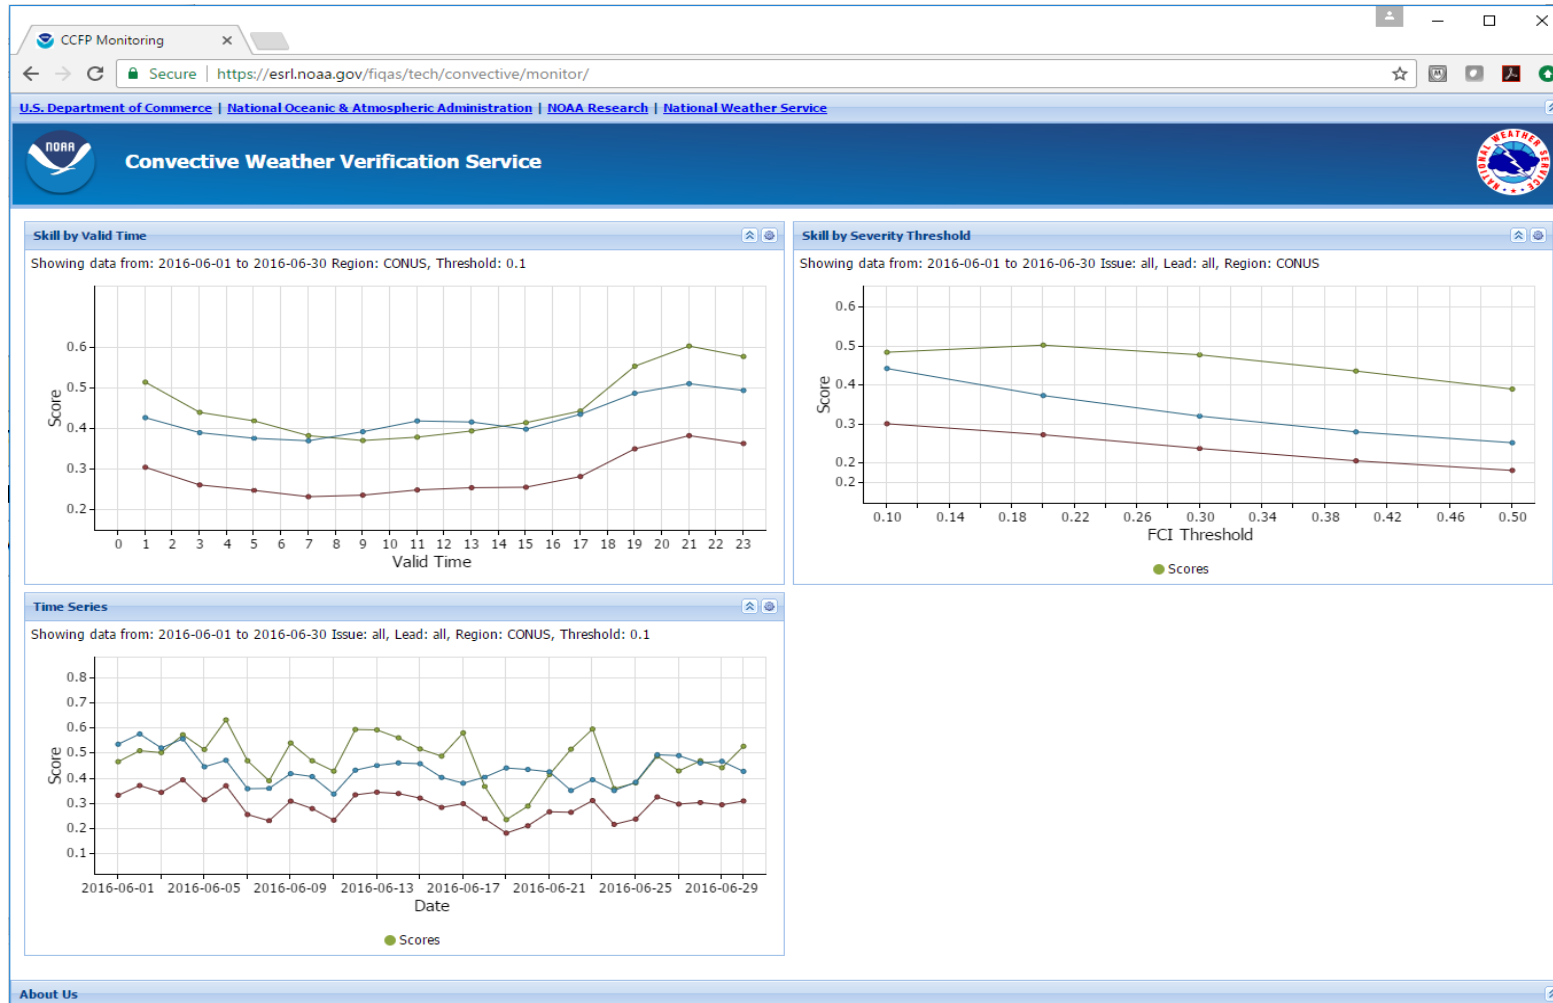 CCFP Monitoring
Secure | https://esrl.noaa.gov/fiqas/tech/convective/monitor/
U.S. Department of Commerce | National Oceanic & Atmospheric Administration | NOAA Research | National Weather Service
NOAA
Convective Weather Verification Service
NATIONAL WEATHER SERVICE
Skill by Valid Time
Showing data from: 2016-06-01 to 2016-06-30 Region: CONUS, Threshold: 0.1
0.6
0.5
0.4
0.3
0.2
Score
0 1 2 3 4 5 6 7 8 9 10 11 12 13 14 15 16 17 18 19 20 21 22 23
Valid Time
Skill by Severity Threshold
Showing data from: 2016-06-01 to 2016-06-30 Issue: all, Lead: all, Region: CONUS
0.6
0.5
0.4
0.3
0.2
0.2
Score
0.10 0.14 0.18 0.22 0.26 0.30 0.34 0.38 0.42 0.46 0.50
FCI Threshold
Scores
Time Series
Showing data from: 2016-06-01 to 2016-06-30 Issue: all, Lead: all, Region: CONUS, Threshold: 0.1
0.8
0.7
0.6
0.5
0.4
0.3
0.2
0.1
Score
2016-06-01 2016-06-05 2016-06-09 2016-06-13 2016-06-17 2016-06-21 2016-06-25 2016-06-29
Date
Scores
About Us